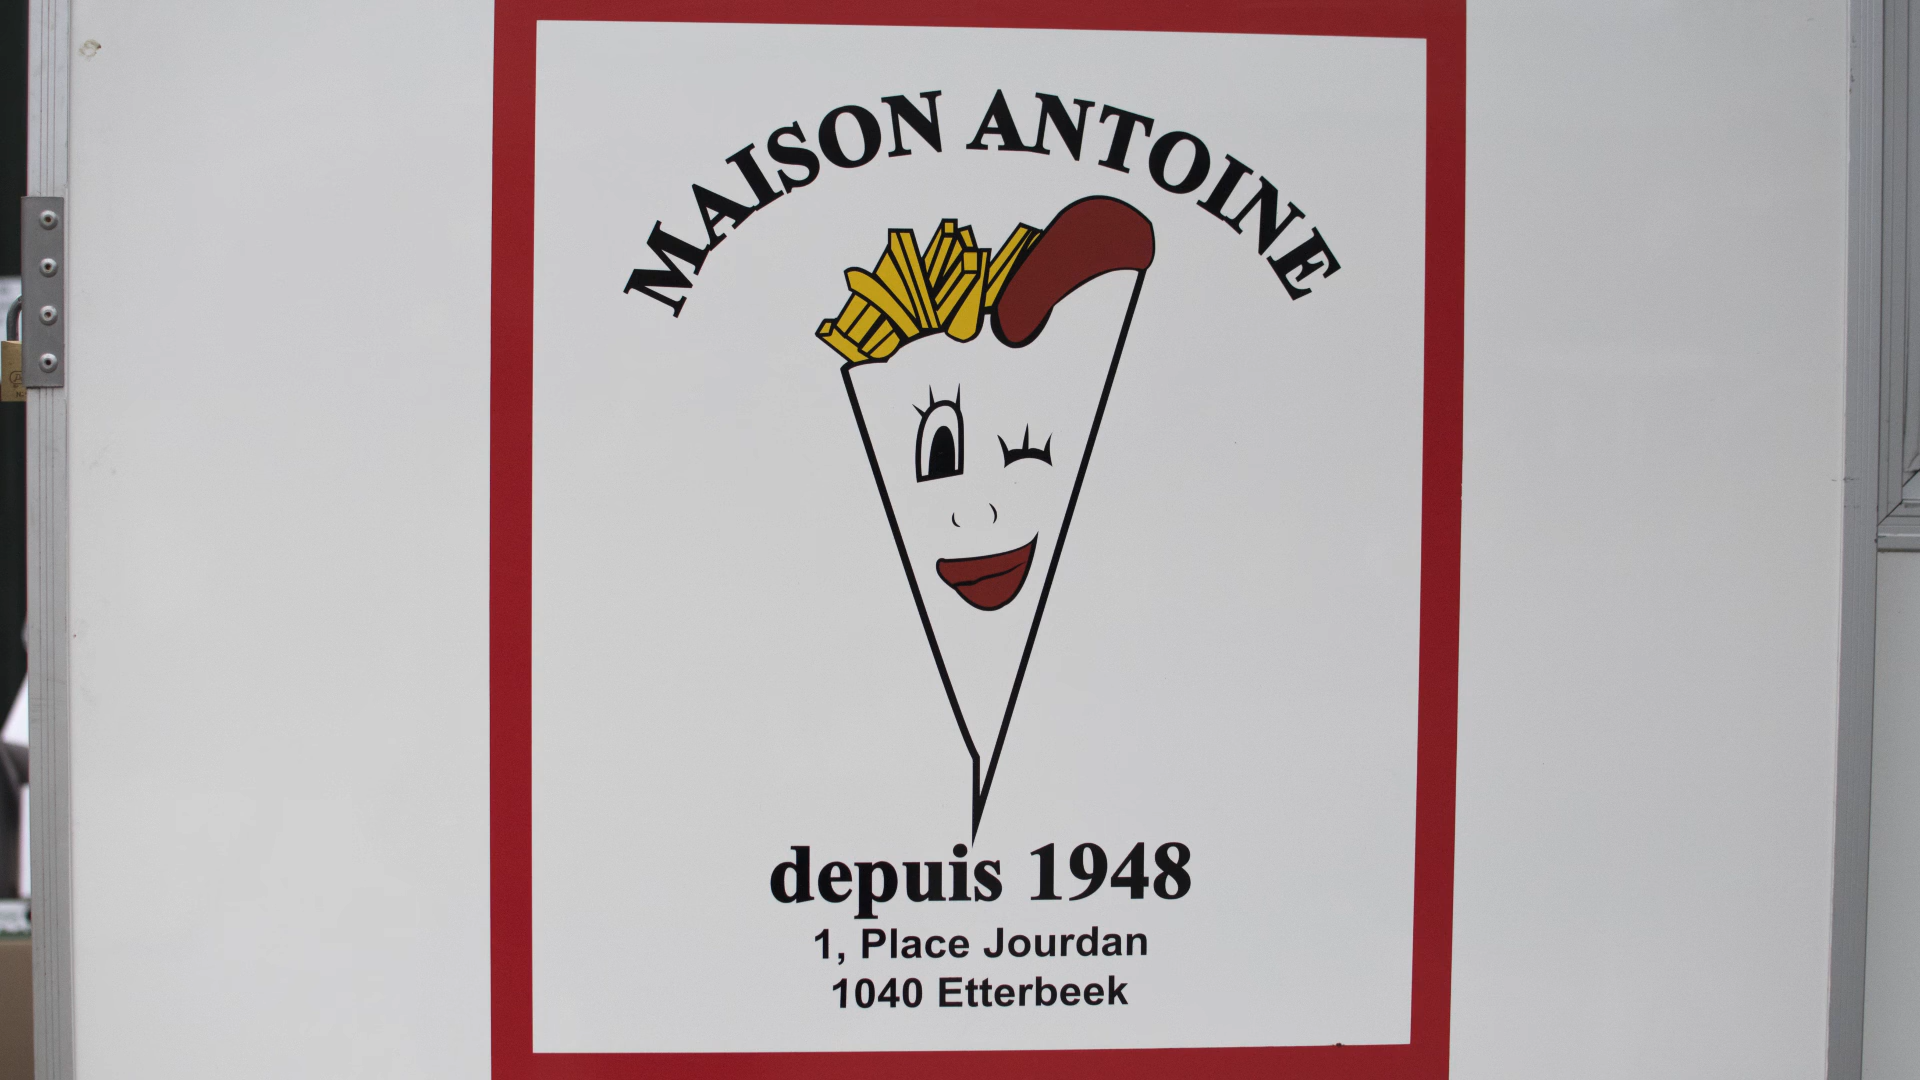 MAISON ANTOINE
depuis 1948
1, Place Jourdan
1040 Etterbeek